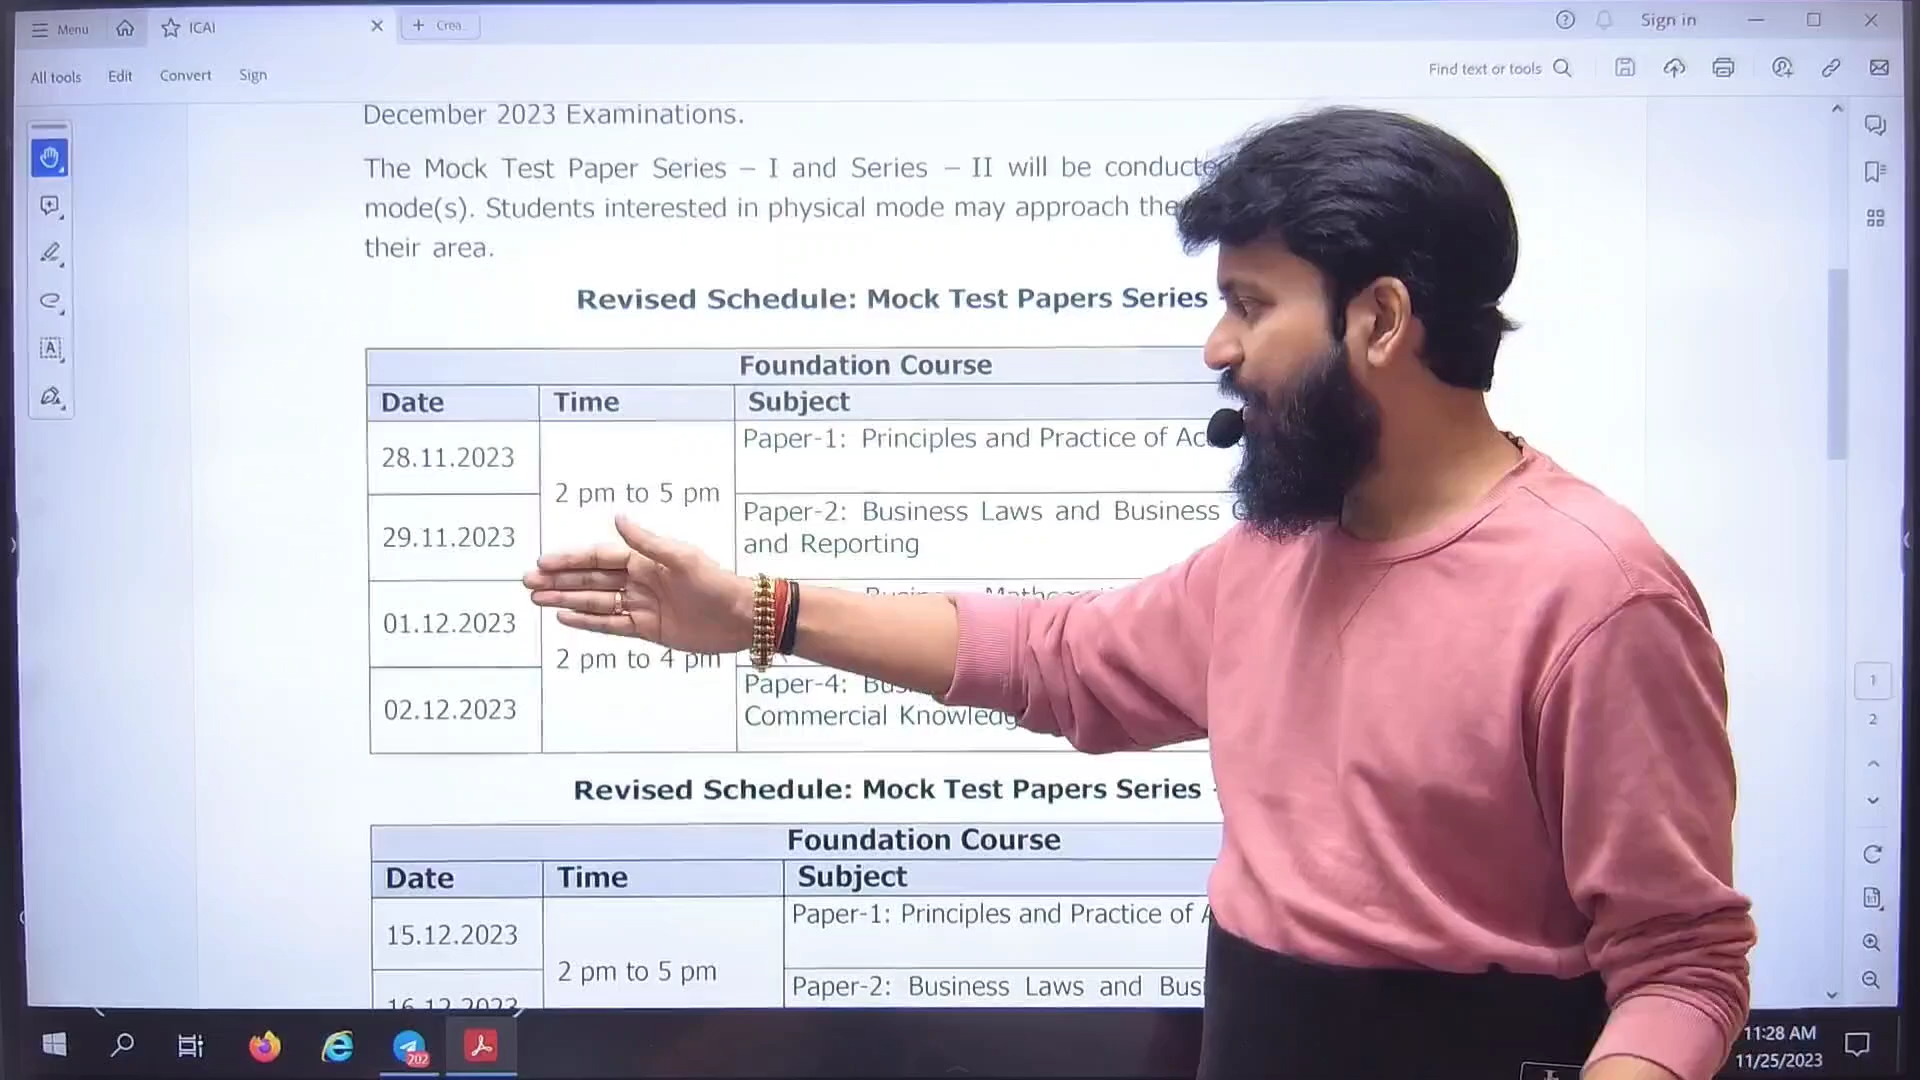 Menu
ICAI
Crea
Sign in
All tools
Edit
Convert
Sign
Find text or tools
December 2023 Examinations.
The Mock Test Paper Series – I and Series – II will be
mode(s). Students interested in physical mode may approach
their area.
Revised Schedule: Mock Test Papers Series
Foundation Course
Date Time Subject
28.11.2023
2 pm to 5 pm
Paper-1: Principles and Practice of
29.11.2023
Paper-2: Business Laws and Business
and Reporting
01.12.2023
2 pm to 4 pm
02.12.2023
Paper-4:
Commercial
Revised Schedule: Mock Test Papers Series
Foundation Course
Date Time Subject
15.12.2023
2 pm to 5 pm
Paper-1: Principles and Practice of
16.12.2023
Paper-2: Business Laws and
1
2
202
11:28 AM
11/25/2023